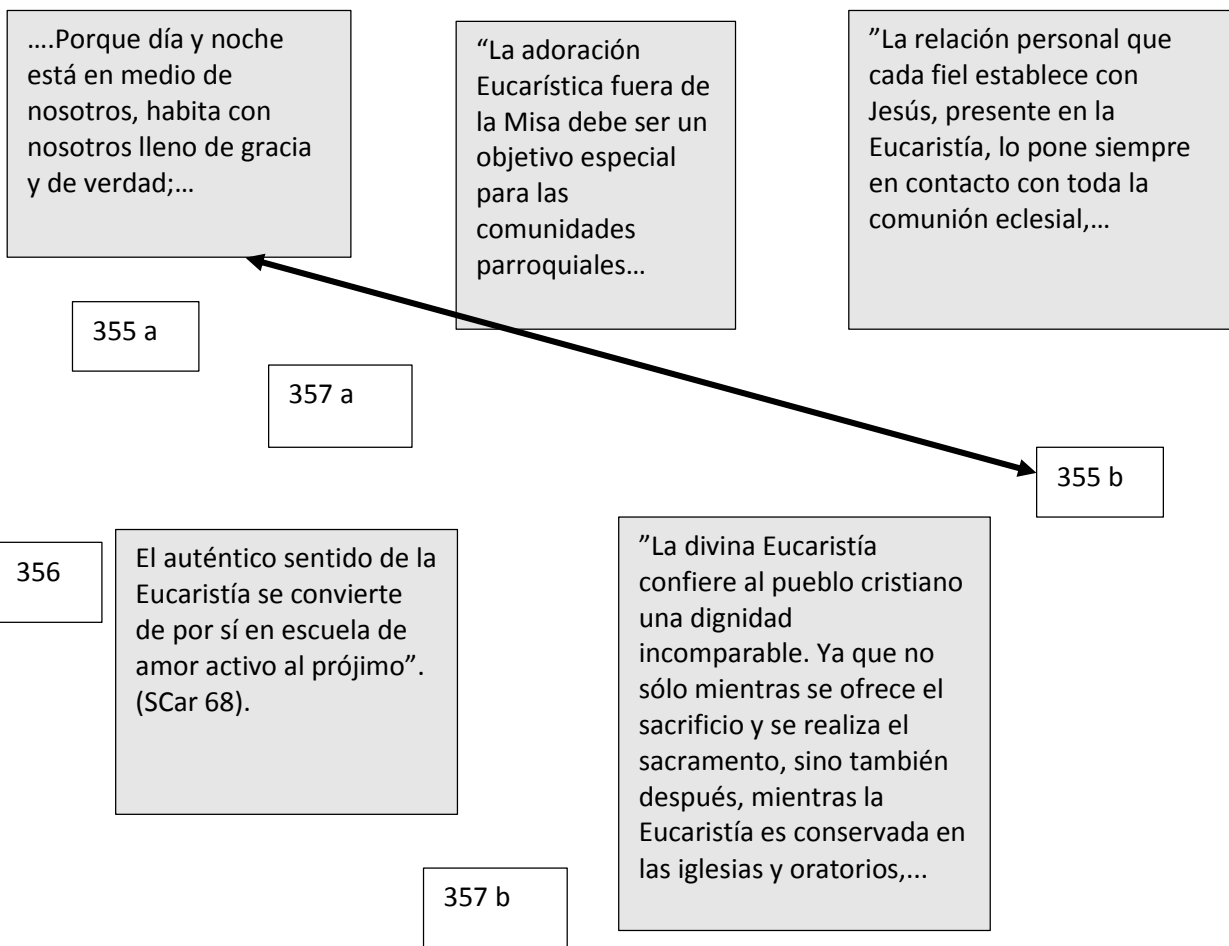 ….Porque día y noche
está en medio de
nosotros, habita con
nosotros lleno de gracia
y de verdad;…
“La adoración
Eucarística fuera de
la Misa debe ser un
objetivo especial
para las
comunidades
parroquiales…
”La relación personal que
cada fiel establece con
Jesús, presente en la
Eucaristía, lo pone siempre
en contacto con toda la
comunión eclesial,…
355 a
357 a
355 b
356
El auténtico sentido de la
Eucaristía se convierte
de por sí en escuela de
amor activo al prójimo”.
(SCar 68).
”La divina Eucaristía
confiere al pueblo cristiano
una dignidad
incomparable. Ya que no
sólo mientras se ofrece el
sacrificio y se realiza el
sacramento, sino también
después, mientras la
Eucaristía es conservada en
las iglesias y oratorios,...
357 b